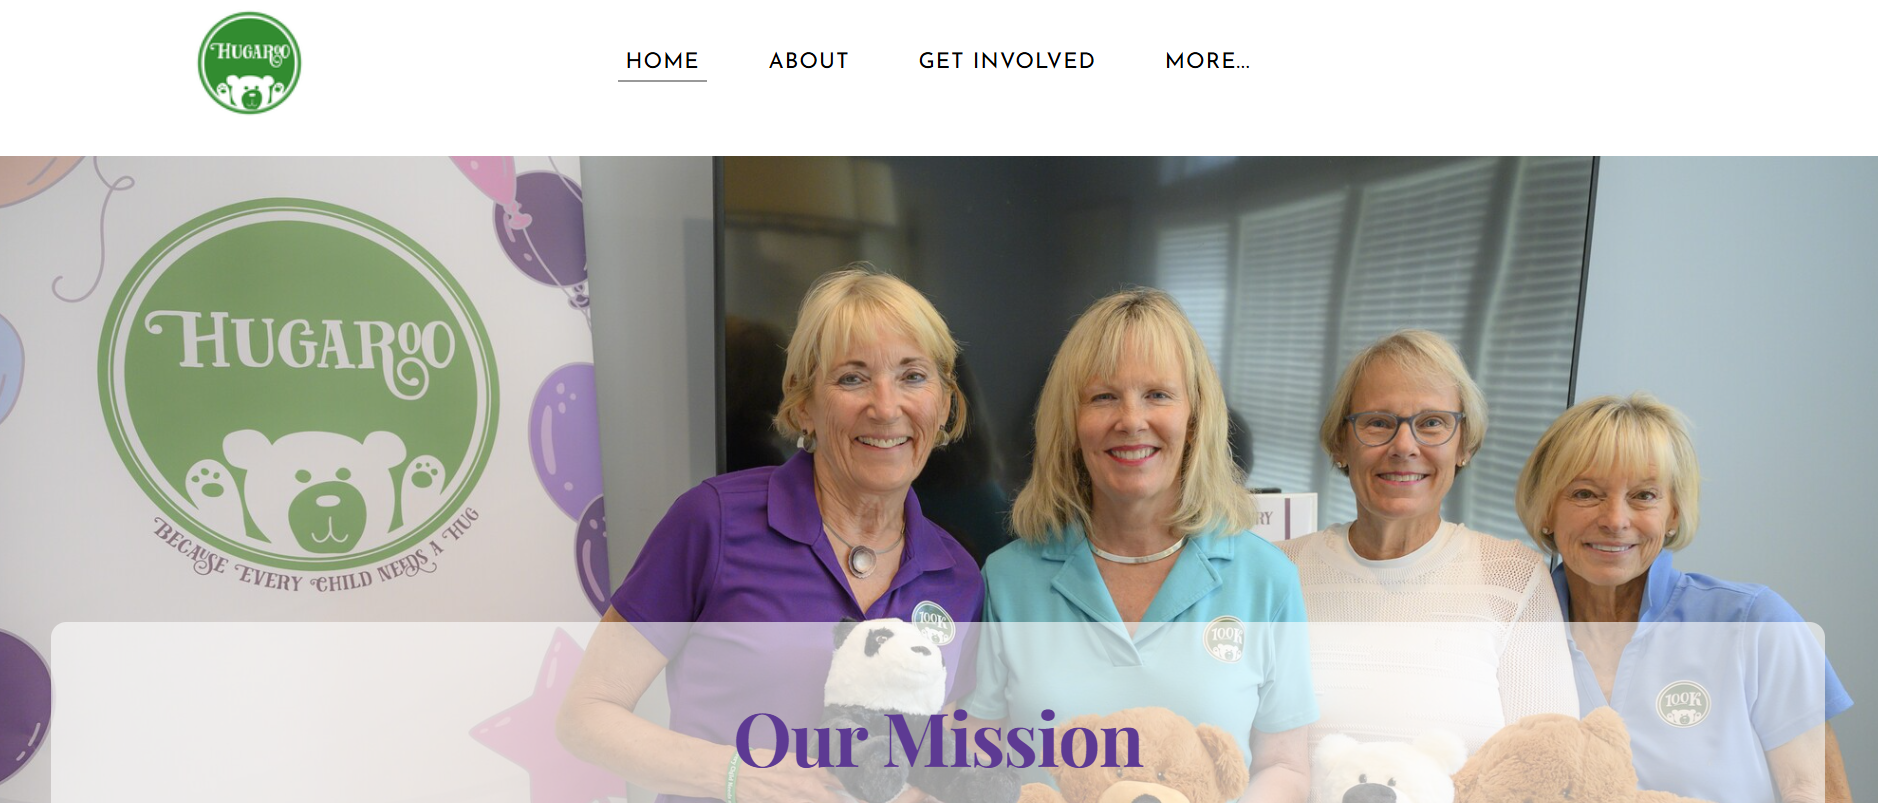 HUGAROO
HOME
ABOUT
GET INVOLVED
MORE...
HUGAROO
BECAUSE EVERY CHILD NEEDS A HUG
RY
100K
100K
100K
Our Mission